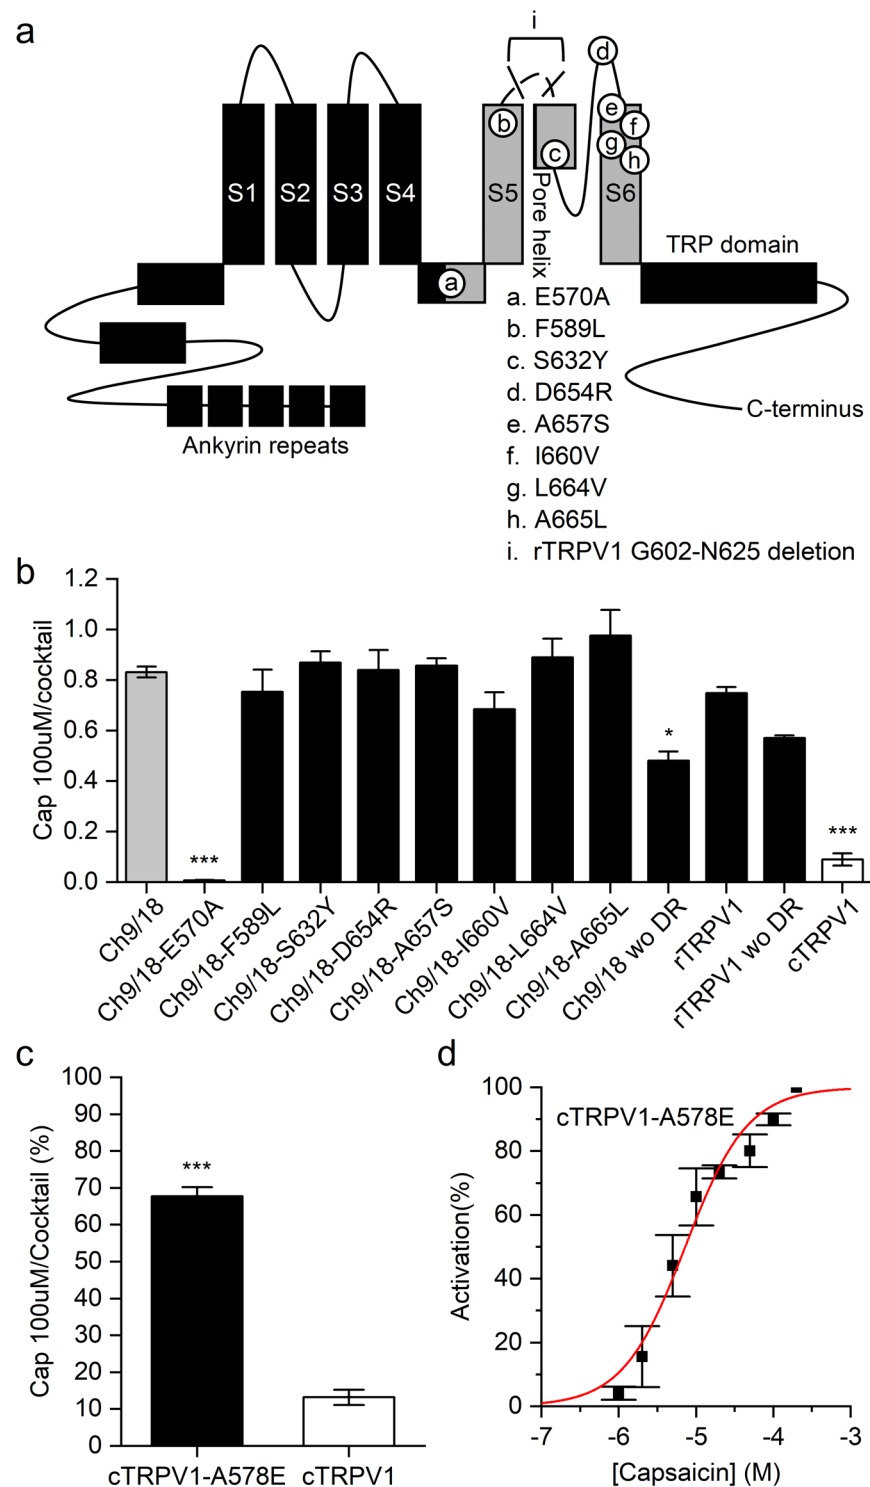 a
i
d
b
e
f
c
g
h
S1
S2
S3
S4
S5
Pore helix
S6
TRP domain
a
a. E570A
b. F589L
c. S632Y
d. D654R
e. A657S
f. I660V
g. L664V
h. A665L
i. rTRPV1 G602-N625 deletion
C-terminus
Ankyrin repeats
b
Cap 100uM/cocktail
1.2
1.0
0.8
0.6
0.4
0.2
0.0
***
*
***
Ch9/18
Ch9/18-E570A
Ch9/18-F589L
Ch9/18-S632Y
Ch9/18-D654R
Ch9/18-A657S
Ch9/18-I660V
Ch9/18-L664V
Ch9/18-A665L
Ch9/18 wo DR
rTRPV1
rTRPV1 wo DR
cTRPV1
c
Cap 100uM/Cocktail (%)
100
90
80
70
60
50
40
30
20
10
0
***
cTRPV1-A578E
cTRPV1
d
Activation(%)
100
80
60
40
20
0
cTRPV1-A578E
-7
-6
-5
-4
-3
[Capsaicin] (M)